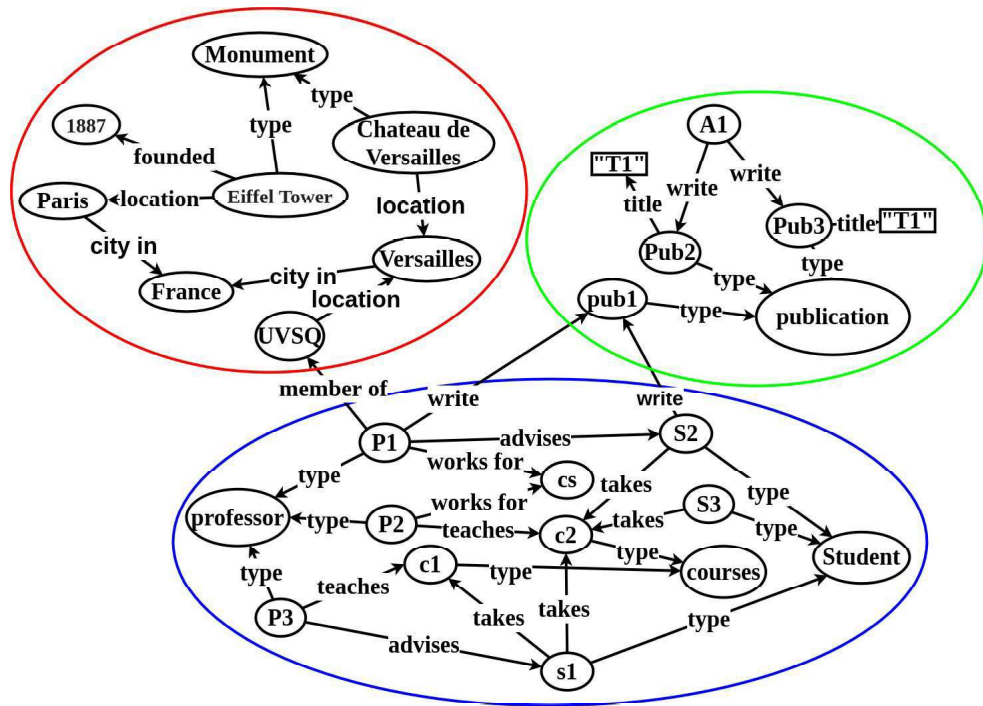 Monument
type
1887
Chateau de
Versailles
type
founded
Paris
location
Eiffel Tower
location
city in
Versailles
city in
France
location
UVSQ
A1
"T1"
write
write
title
Pub3
title
"T1"
Pub2
type
type
pub1
type
publication
member of
write
write
P1
advises
S2
works for
type
cs
takes
type
works for
S3
professor
type
P2
teaches
c2
takes
type
type
c1
type
courses
Student
type
teaches
P3
takes
takes
type
advises
s1